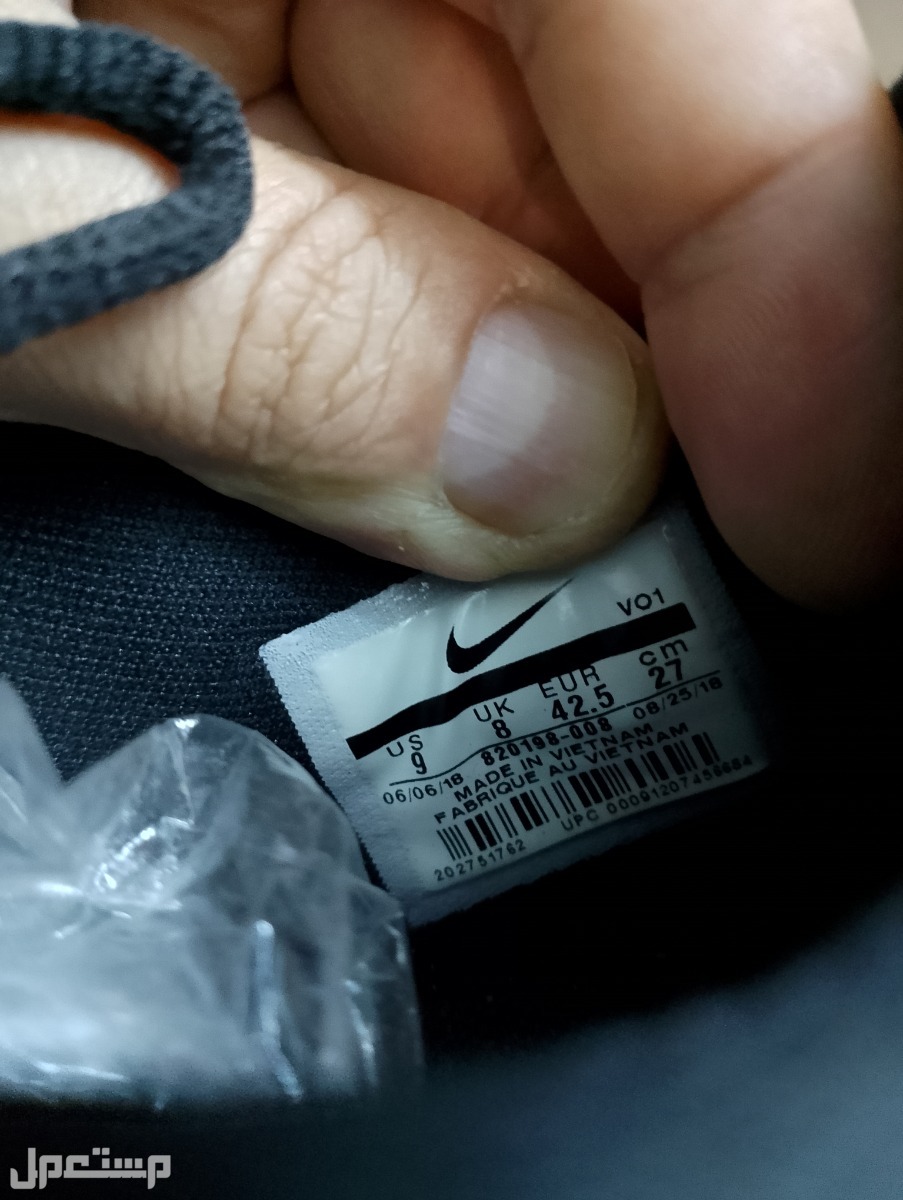 VO1
US UK EUR cm
9 8 42.5 27
820198-008
06/06/18 08/25/18
MADE IN VIETNAM
FABRIQUE AU VIETNAM
202751762 UPC
مستعمل